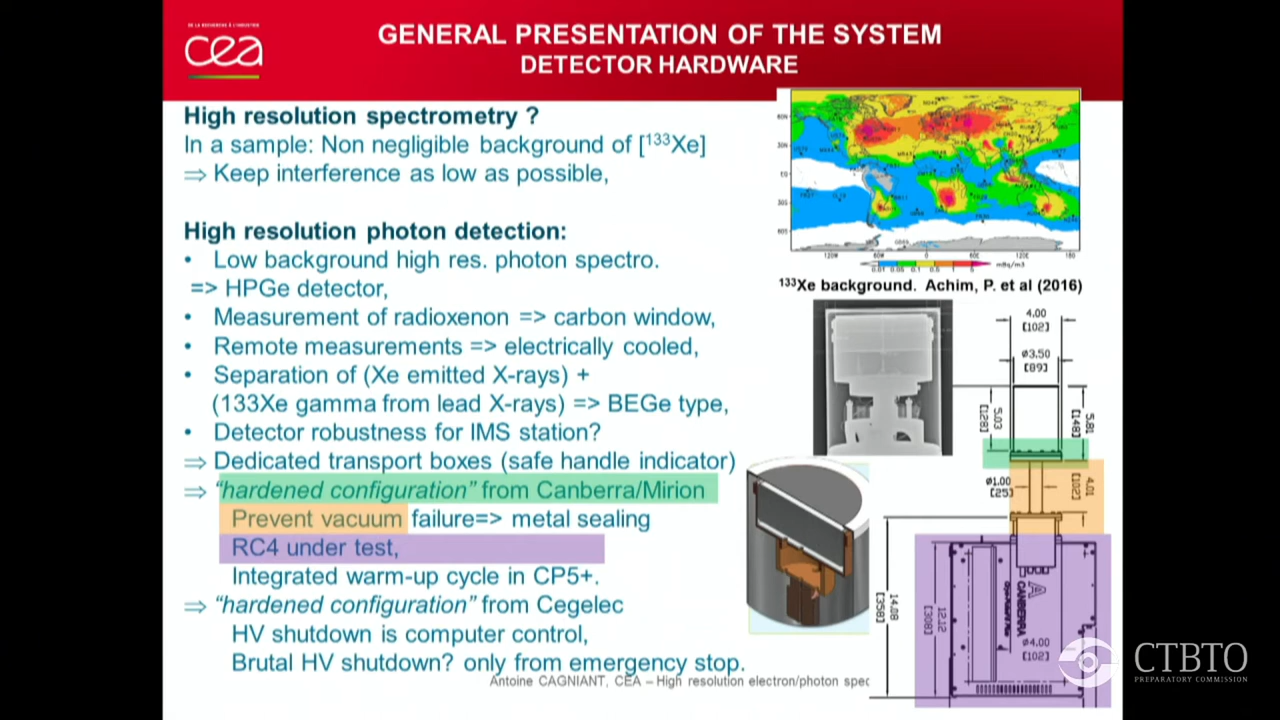 DE LA RECHERCHE À L'INDUSTRIE
cea
GENERAL PRESENTATION OF THE SYSTEM
DETECTOR HARDWARE
High resolution spectrometry ?
In a sample: Non negligible background of [¹³³Xe]
⇒ Keep interference as low as possible,
High resolution photon detection:
• Low background high res. photon spectro.
=> HPGe detector,
• Measurement of radioxenon => carbon window,
• Remote measurements => electrically cooled,
• Separation of (Xe emitted X-rays) +
(133Xe gamma from lead X-rays) => BEGe type,
• Detector robustness for IMS station?
⇒ Dedicated transport boxes (safe handle indicator)
⇒ "hardened configuration" from Canberra/Mirion
Prevent vacuum failure=> metal sealing
RC4 under test,
Integrated warm-up cycle in CP5+.
⇒ "hardened configuration" from Cegelec
HV shutdown is computer control,
Brutal HV shutdown? only from emergency stop.
Antoine CAGNIANT, CEA – High resolution electron/photon spec
¹³³Xe background. Achim, P. et al (2016)
4.00
[102]
ø3.50
[89]
5.03
[128]
5.81
[148]
ø1.00
[25]
4.01
[102]
14.08
[358]
12.12
[308]
CANBERRA
ø4.00
[102]
CTBTO
PREPARATORY COMMISSION